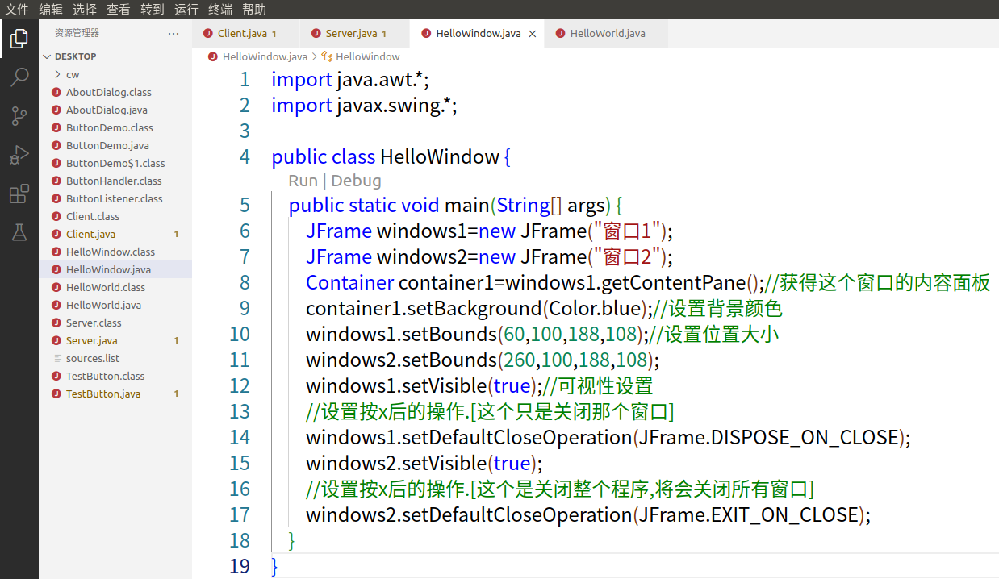 文件 编辑 选择 查看 转到 运行 终端 帮助
资源管理器 ···
DESKTOP
cw
AboutDialog.class
AboutDialog.java
ButtonDemo.class
ButtonDemo.java
ButtonDemo$1.class
ButtonHandler.class
ButtonListener.class
Client.class
Client.java 1
HelloWindow.class
HelloWindow.java
HelloWorld.class
HelloWorld.java
Server.class
Server.java 1
sources.list
TestButton.class
TestButton.java 1
Client.java 1 Server.java 1 HelloWindow.java HelloWorld.java
HelloWindow.java > HelloWindow
1 import java.awt.*;
2 import javax.swing.*;
3
4 public class HelloWindow {
Run | Debug
5 public static void main(String[] args) {
6 JFrame windows1=new JFrame("窗口1");
7 JFrame windows2=new JFrame("窗口2");
8 Container container1=windows1.getContentPane();//获得这个窗口的内容面板
9 container1.setBackground(Color.blue);//设置背景颜色
10 windows1.setBounds(60,100,188,108);//设置位置大小
11 windows2.setBounds(260,100,188,108);
12 windows1.setVisible(true);//可视性设置
13 //设置按x后的操作.[这个只是关闭那个窗口]
14 windows1.setDefaultCloseOperation(JFrame.DISPOSE_ON_CLOSE);
15 windows2.setVisible(true);
16 //设置按x后的操作.[这个是关闭整个程序,将会关闭所有窗口]
17 windows2.setDefaultCloseOperation(JFrame.EXIT_ON_CLOSE);
18 }
19 }